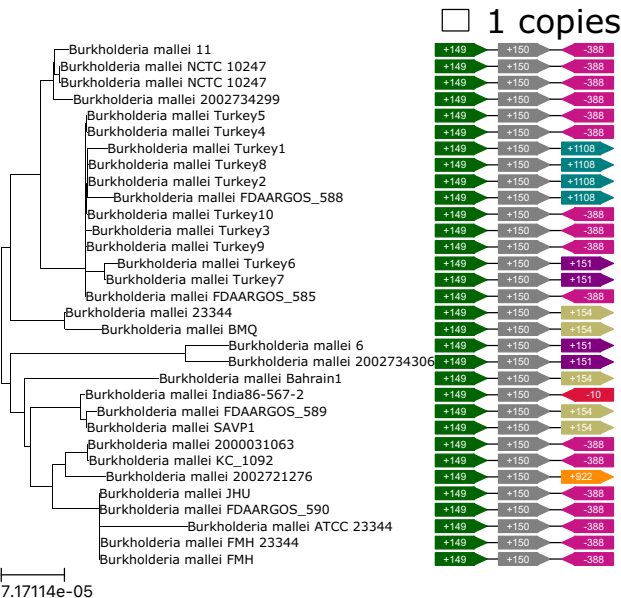 1 copies
Burkholderia mallei 11 +149 +150 -388
Burkholderia mallei NCTC 10247 +149 +150 -388
Burkholderia mallei NCTC 10247 +149 +150 -388
Burkholderia mallei 2002734299 +149 +150 -388
Burkholderia mallei Turkey5 +149 +150 -388
Burkholderia mallei Turkey4 +149 +150 -388
Burkholderia mallei Turkey1 +149 +150 +1108
Burkholderia mallei Turkey8 +149 +150 +1108
Burkholderia mallei Turkey2 +149 +150 +1108
Burkholderia mallei FDAARGOS_588 +149 +150 +1108
Burkholderia mallei Turkey10 +149 +150 -388
Burkholderia mallei Turkey3 +149 +150 -388
Burkholderia mallei Turkey9 +149 +150 -388
Burkholderia mallei Turkey6 +149 +150 +151
Burkholderia mallei Turkey7 +149 +150 +151
Burkholderia mallei FDAARGOS_585 +149 +150 -388
Burkholderia mallei 23344 +149 +150 +154
Burkholderia mallei BMQ +149 +150 +154
Burkholderia mallei 6 +149 +150 +151
Burkholderia mallei 2002734306 +149 +150 +151
Burkholderia mallei Bahrain1 +149 +150 +154
Burkholderia mallei India86-567-2 +149 +150 -10
Burkholderia mallei FDAARGOS_589 +149 +150 +154
Burkholderia mallei SAVP1 +149 +150 +154
Burkholderia mallei 2000031063 +149 +150 -388
Burkholderia mallei KC_1092 +149 +150 -388
Burkholderia mallei 2002721276 +149 +150 +922
Burkholderia mallei JHU +149 +150 -388
Burkholderia mallei FDAARGOS_590 +149 +150 -388
Burkholderia mallei ATCC 23344 +149 +150 -388
Burkholderia mallei FMH 23344 +149 +150 -388
Burkholderia mallei FMH +149 +150 -388
7.17114e-05